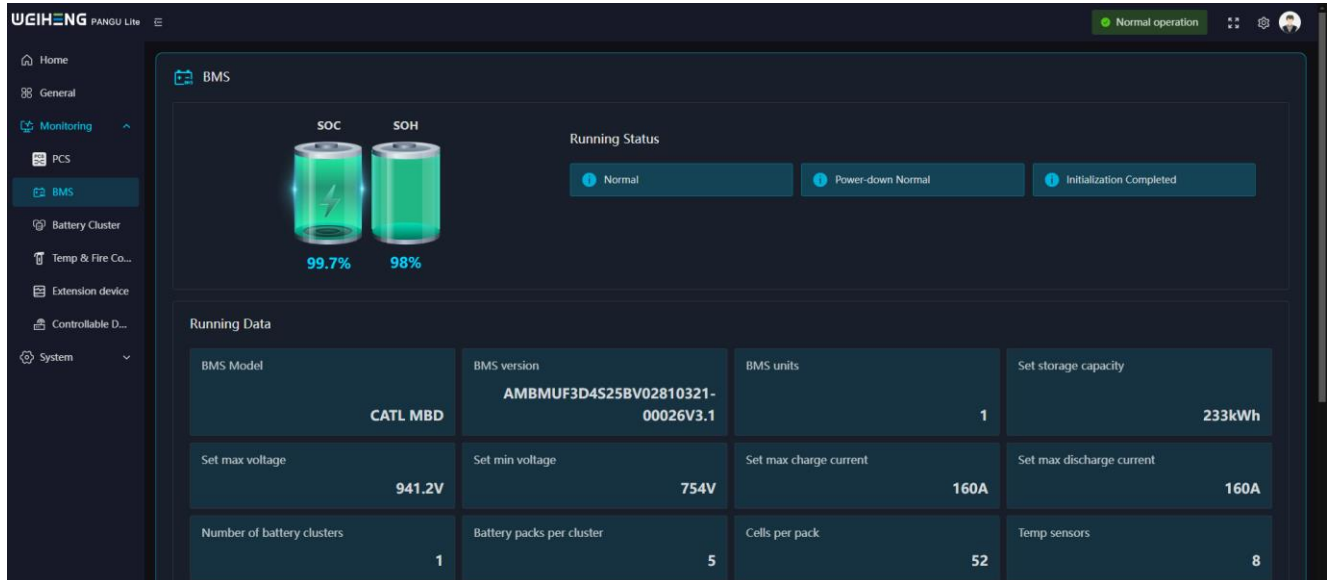 WEIHENG PANGU Lite
Normal operation
Home
General
Monitoring
PCS
PCS
BMS
Battery Cluster
Temp & Fire Co...
Extension device
Controllable D...
System
BMS
SOC SOH
99.7% 98%
Running Status
Normal Power-down Normal Initialization Completed
Running Data
BMS Model
CATL MBD
BMS version
AMBMUF3D4S25BV02810321-
00026V3.1
BMS units
1
Set storage capacity
233kWh
Set max voltage
941.2V
Set min voltage
754V
Set max charge current
160A
Set max discharge current
160A
Number of battery clusters
1
Battery packs per cluster
5
Cells per pack
52
Temp sensors
8